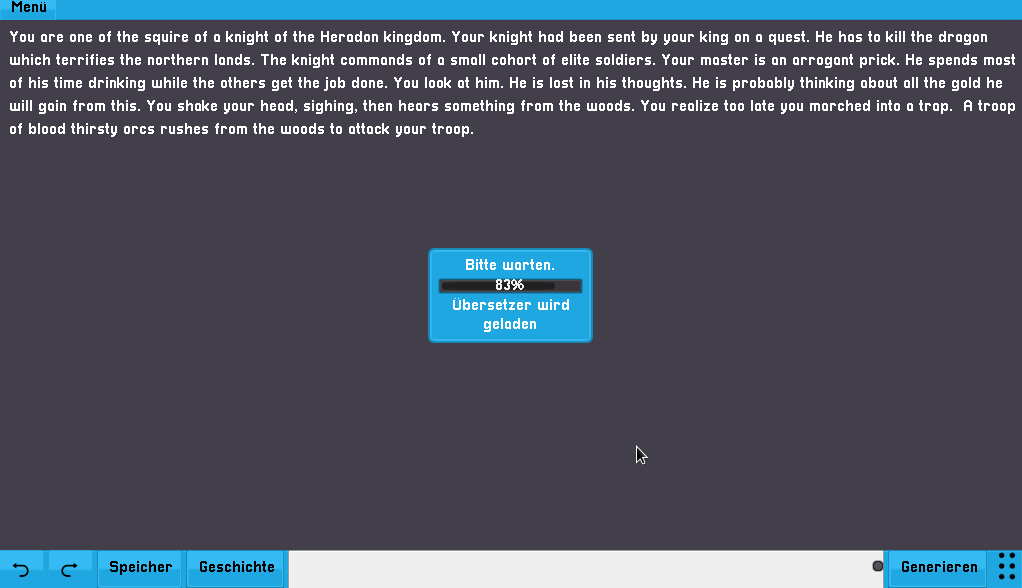 Menü
You are one of the squire of a knight of the Heradon kingdom. Your knight had been sent by your king on a quest. He has to kill the dragon
which terrifies the northern lands. The knight commands of a small cohort of elite soldiers. Your master is an arrogant prick. He spends most
of his time drinking while the others get the job done. You look at him. He is lost in his thoughts. He is probably thinking about all the gold he
will gain from this. You shake your head, sighing, then hears something from the woods. You realize too late you marched into a trap.  A troop
of blood thirsty orcs rushes from the woods to attack your troop.
Bitte warten.
83%
Übersetzer wird
geladen
Speicher
Geschichte
Generieren